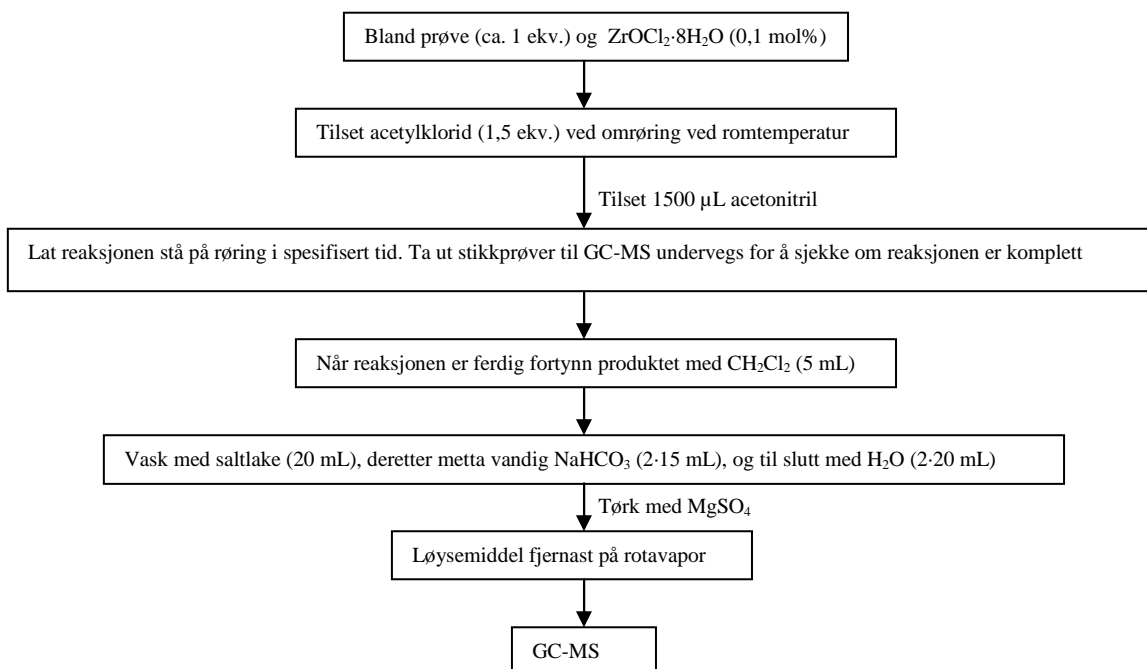 Bland prøve (ca. 1 ekv.) og ZrOCl₂·8H₂O (0,1 mol%)
Tilset acetylklorid (1,5 ekv.) ved omrøring ved romtemperatur
Tilset 1500 µL acetonitril
Lat reaksjonen stå på røring i spesifisert tid. Ta ut stikkprøver til GC-MS undervegs for å sjekke om reaksjonen er komplett
Når reaksjonen er ferdig fortynn produktet med CH₂Cl₂ (5 mL)
Vask med saltlake (20 mL), deretter metta vandig NaHCO₃ (2·15 mL), og til slutt med H₂O (2·20 mL)
Tørk med MgSO₄
Løysemiddel fjernast på rotavapor
GC-MS